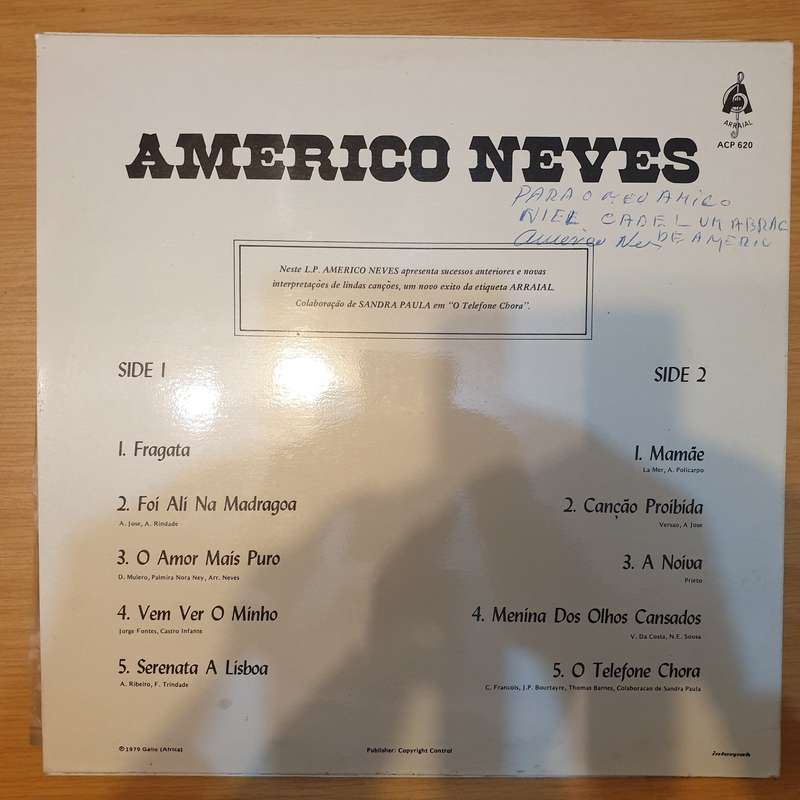 ARRAIAL
ACP 620
AMERICO NEVES
PARA O MEU AMIGO
NIEL CADEL UM ABRAC
Americo Neves DE AMERIC
Neste L.P. AMERICO NEVES apresenta sucessos anteriores e novas
interpretações de lindas canções, um novo exito da etiqueta ARRAIAL.
Colaboração de SANDRA PAULA em "O Telefone Chora".
SIDE 1
1. Fragata
2. Foi Ali Na Madragoa
A. Jose, A. Rindade
3. O Amor Mais Puro
D. Mulero, Palmira Nora Ney, Arr. Neves
4. Vem Ver O Minho
Jorge Fontes, Castro Infante
5. Serenata A Lisboa
A. Ribeiro, F. Trindade
SIDE 2
1. Mamãe
La Mer, A. Policarpo
2. Canção Proibida
Versao, A Jose
3. A Noiva
Prieto
4. Menina Dos Olhos Cansados
V. Da Costa, N.E. Sousa
5. O Telefone Chora
C. Francois, J.P. Bourtayre, Thomas Barnes, Colaboracao de Sandra Paula
℗1979 Gallo (Africa)
Publisher: Copyright Control
interpak